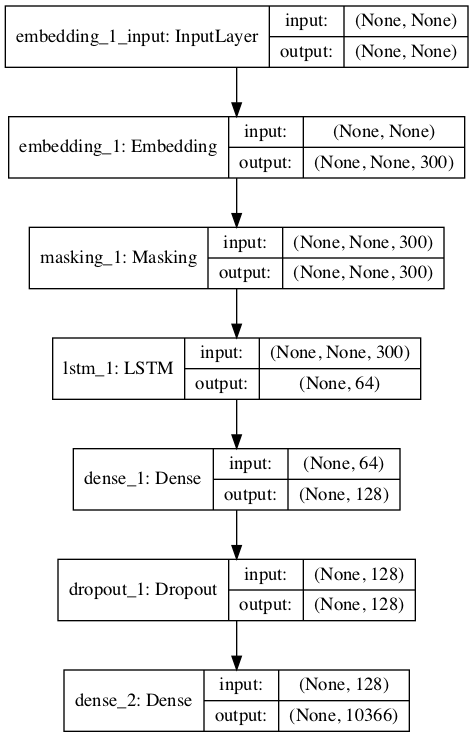 embedding_1_input: InputLayer
input: (None, None)
output: (None, None)
embedding_1: Embedding
input: (None, None)
output: (None, None, 300)
masking_1: Masking
input: (None, None, 300)
output: (None, None, 300)
lstm_1: LSTM
input: (None, None, 300)
output: (None, 64)
dense_1: Dense
input: (None, 64)
output: (None, 128)
dropout_1: Dropout
input: (None, 128)
output: (None, 128)
dense_2: Dense
input: (None, 128)
output: (None, 10366)